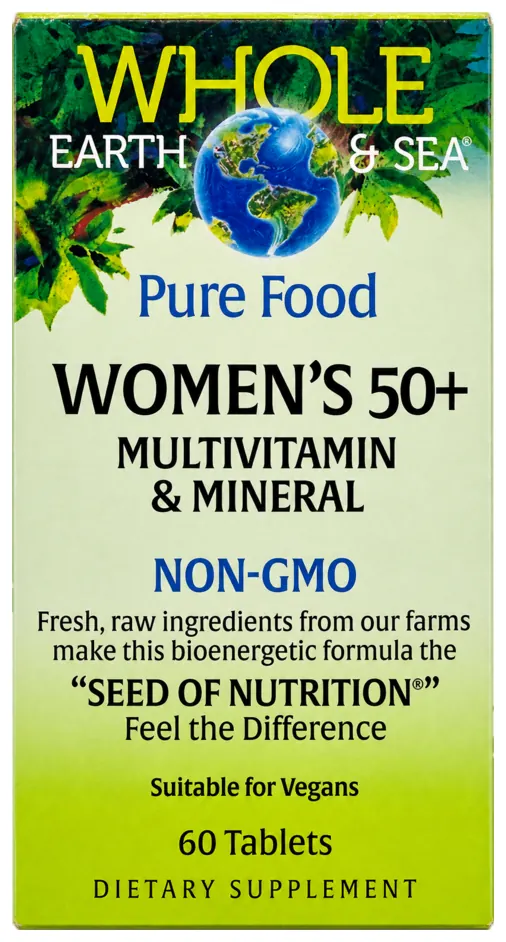 WHOLE
EARTH & SEA®
Pure Food
WOMEN'S 50+
MULTIVITAMIN
& MINERAL
NON-GMO
Fresh, raw ingredients from our farms
make this bioenergetic formula the
“SEED OF NUTRITION®”
Feel the Difference
Suitable for Vegans
60 Tablets
DIETARY SUPPLEMENT